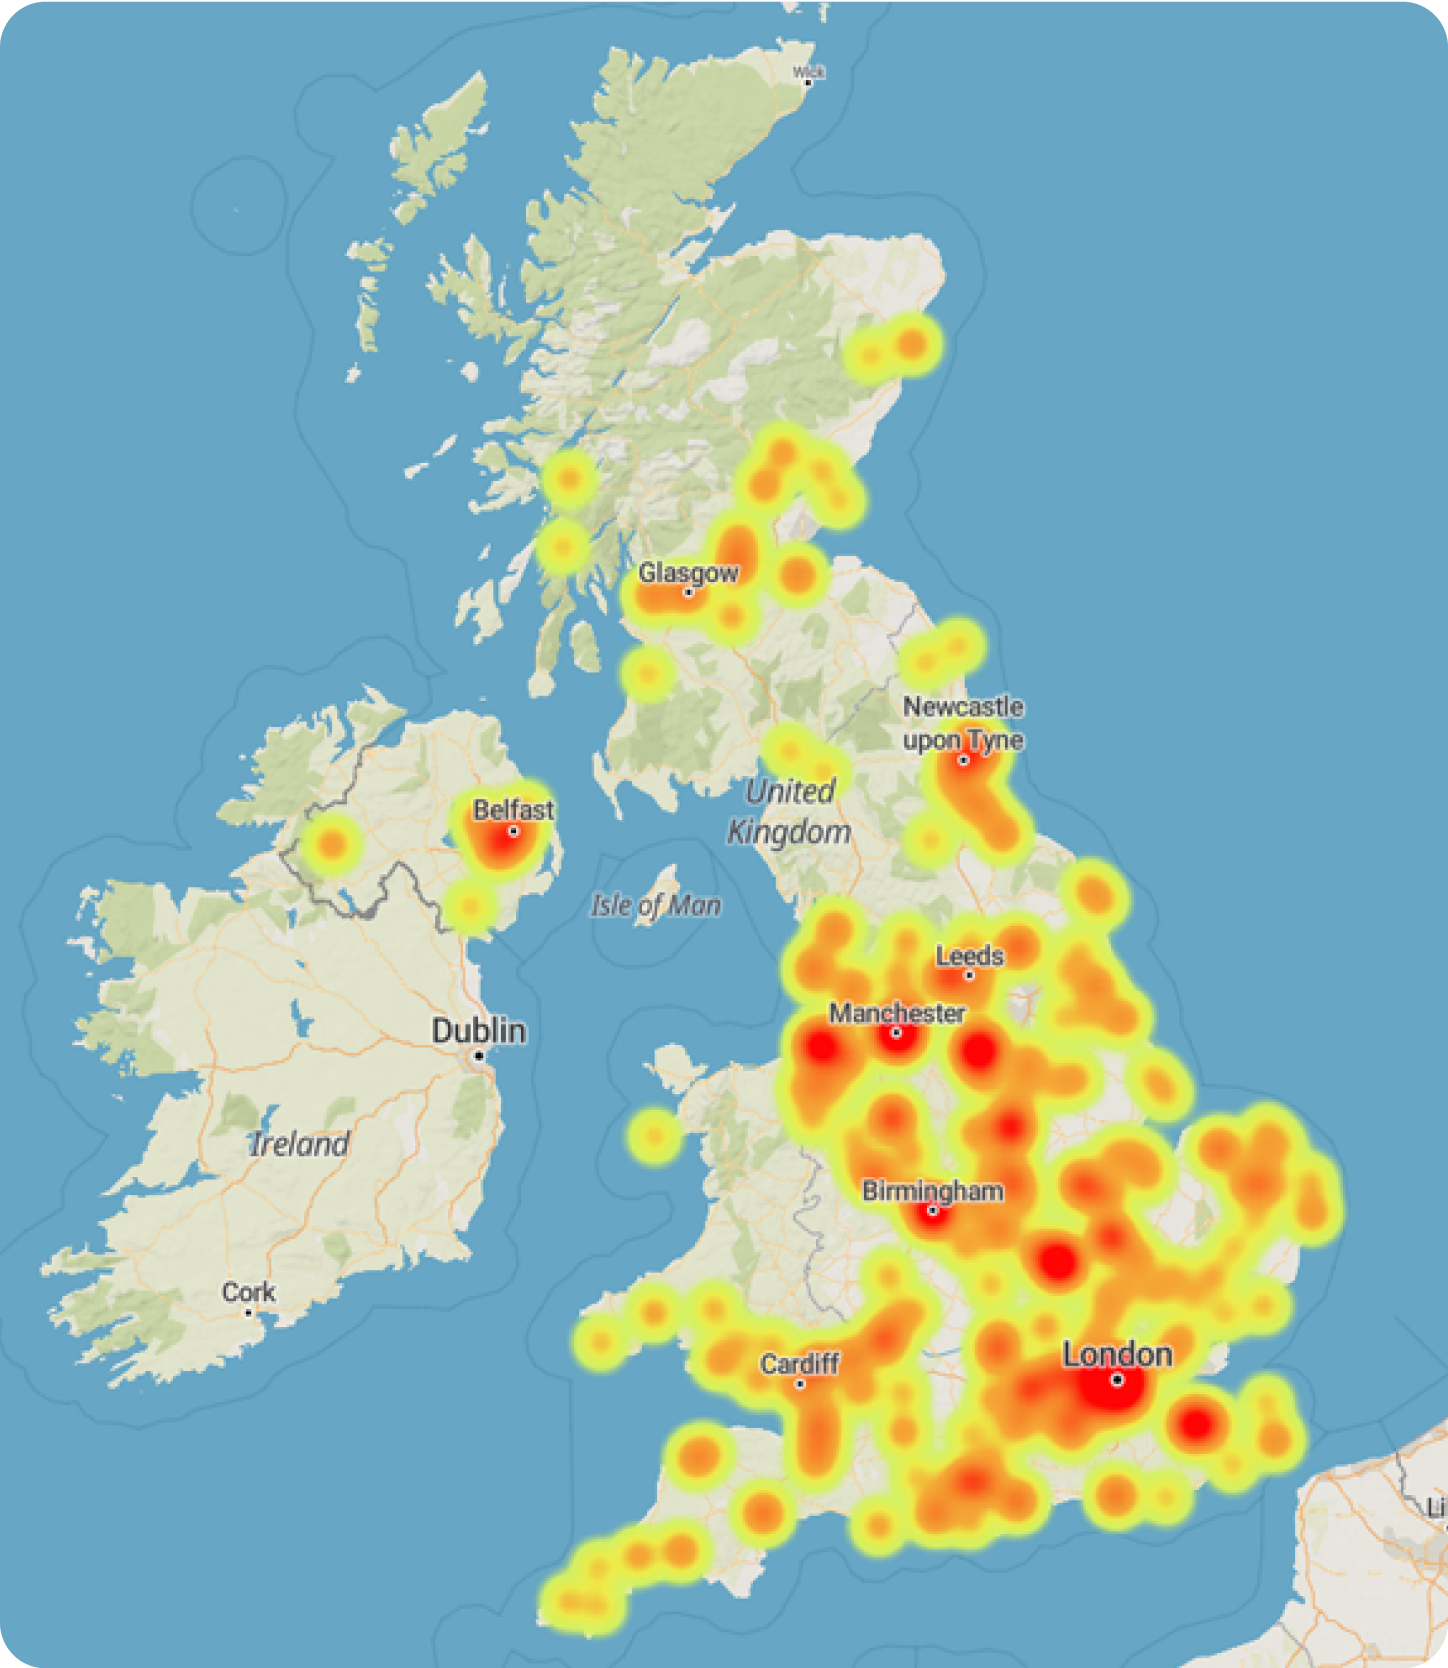 Wick
Glasgow
Newcastle
upon Tyne
United
Kingdom
Belfast
Isle of Man
Leeds
Manchester
Dublin
Ireland
Birmingham
Cork
Cardiff
London